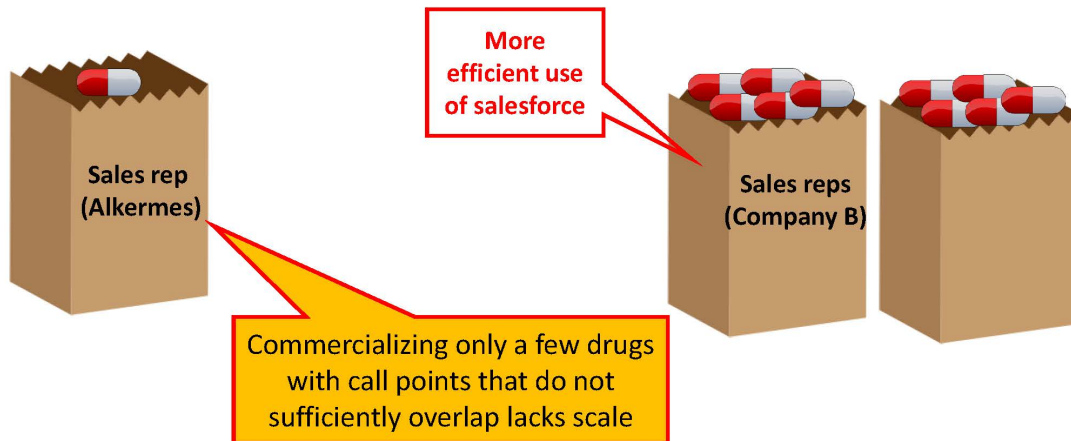 More
efficient use
of salesforce
Sales rep
(Alkermes)
Sales reps
(Company B)
Commercializing only a few drugs
with call points that do not
sufficiently overlap lacks scale